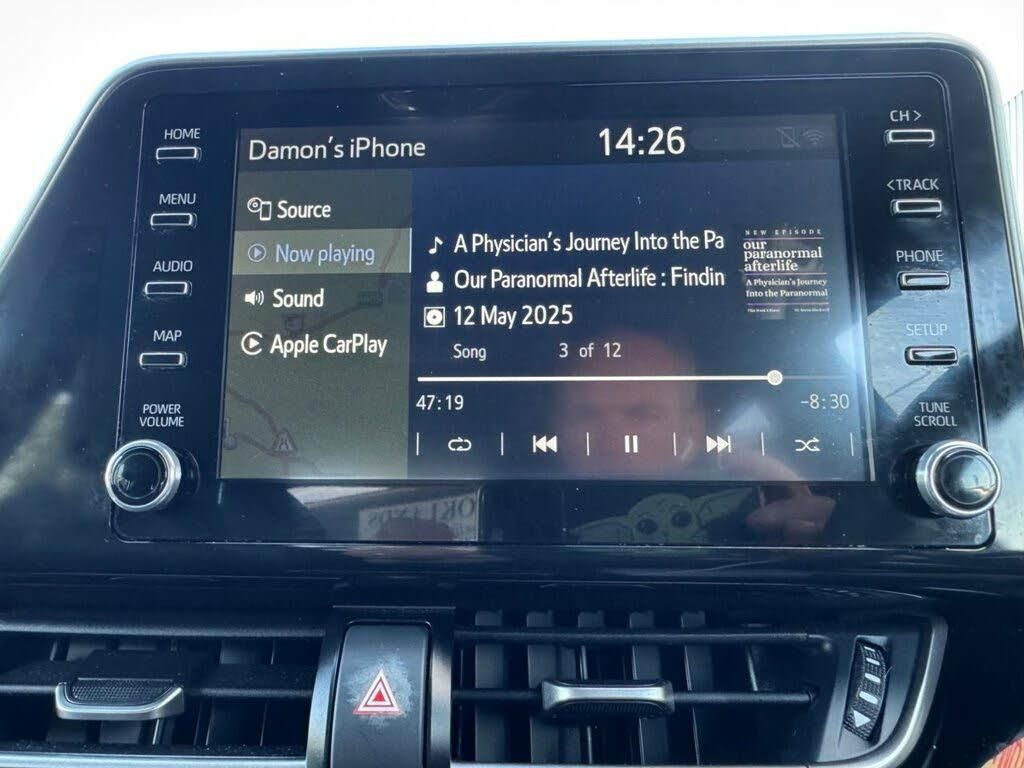 HOME
MENU
AUDIO
MAP
POWER
VOLUME
Damon's iPhone
14:26
Source
Now playing
Sound
Apple CarPlay
A Physician's Journey Into the Pa
Our Paranormal Afterlife : Findin
12 May 2025
Song 3 of 12
47:19
-8:30
NEW EPISODE
our
paranormal
afterlife
A Physician's Journey
Into the Paranormal
CH >
< TRACK
PHONE
SETUP
TUNE
SCROLL